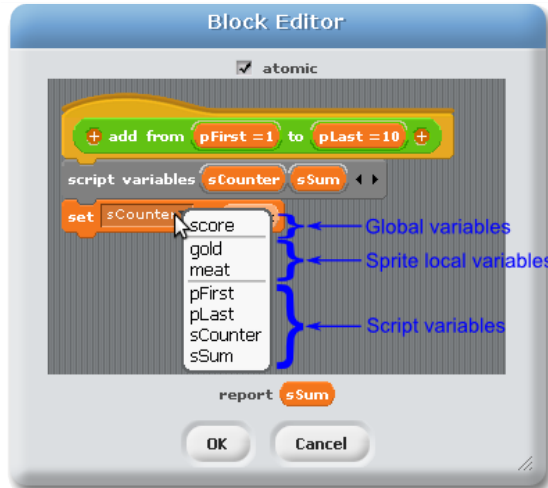 Block Editor
atomic
add from pFirst =1 to pLast =10
script variables sCounter sSum
set sCounter
score
Global variables
gold
meat
Sprite local variables
pFirst
pLast
sCounter
sSum
Script variables
report sSum
OK Cancel